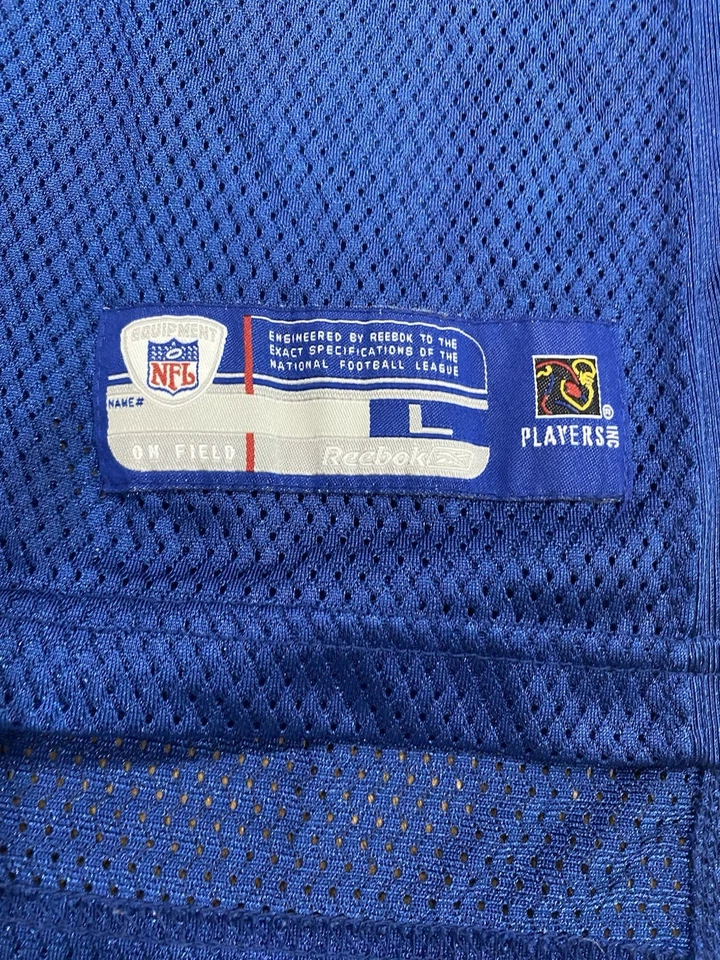 EQUIPMENT
NFL
ENGINEERED BY REEBOK TO THE
EXACT SPECIFICATIONS OF THE
NATIONAL FOOTBALL LEAGUE
NAME#
L
ON FIELD
Reebok
PLAYERS INC ®